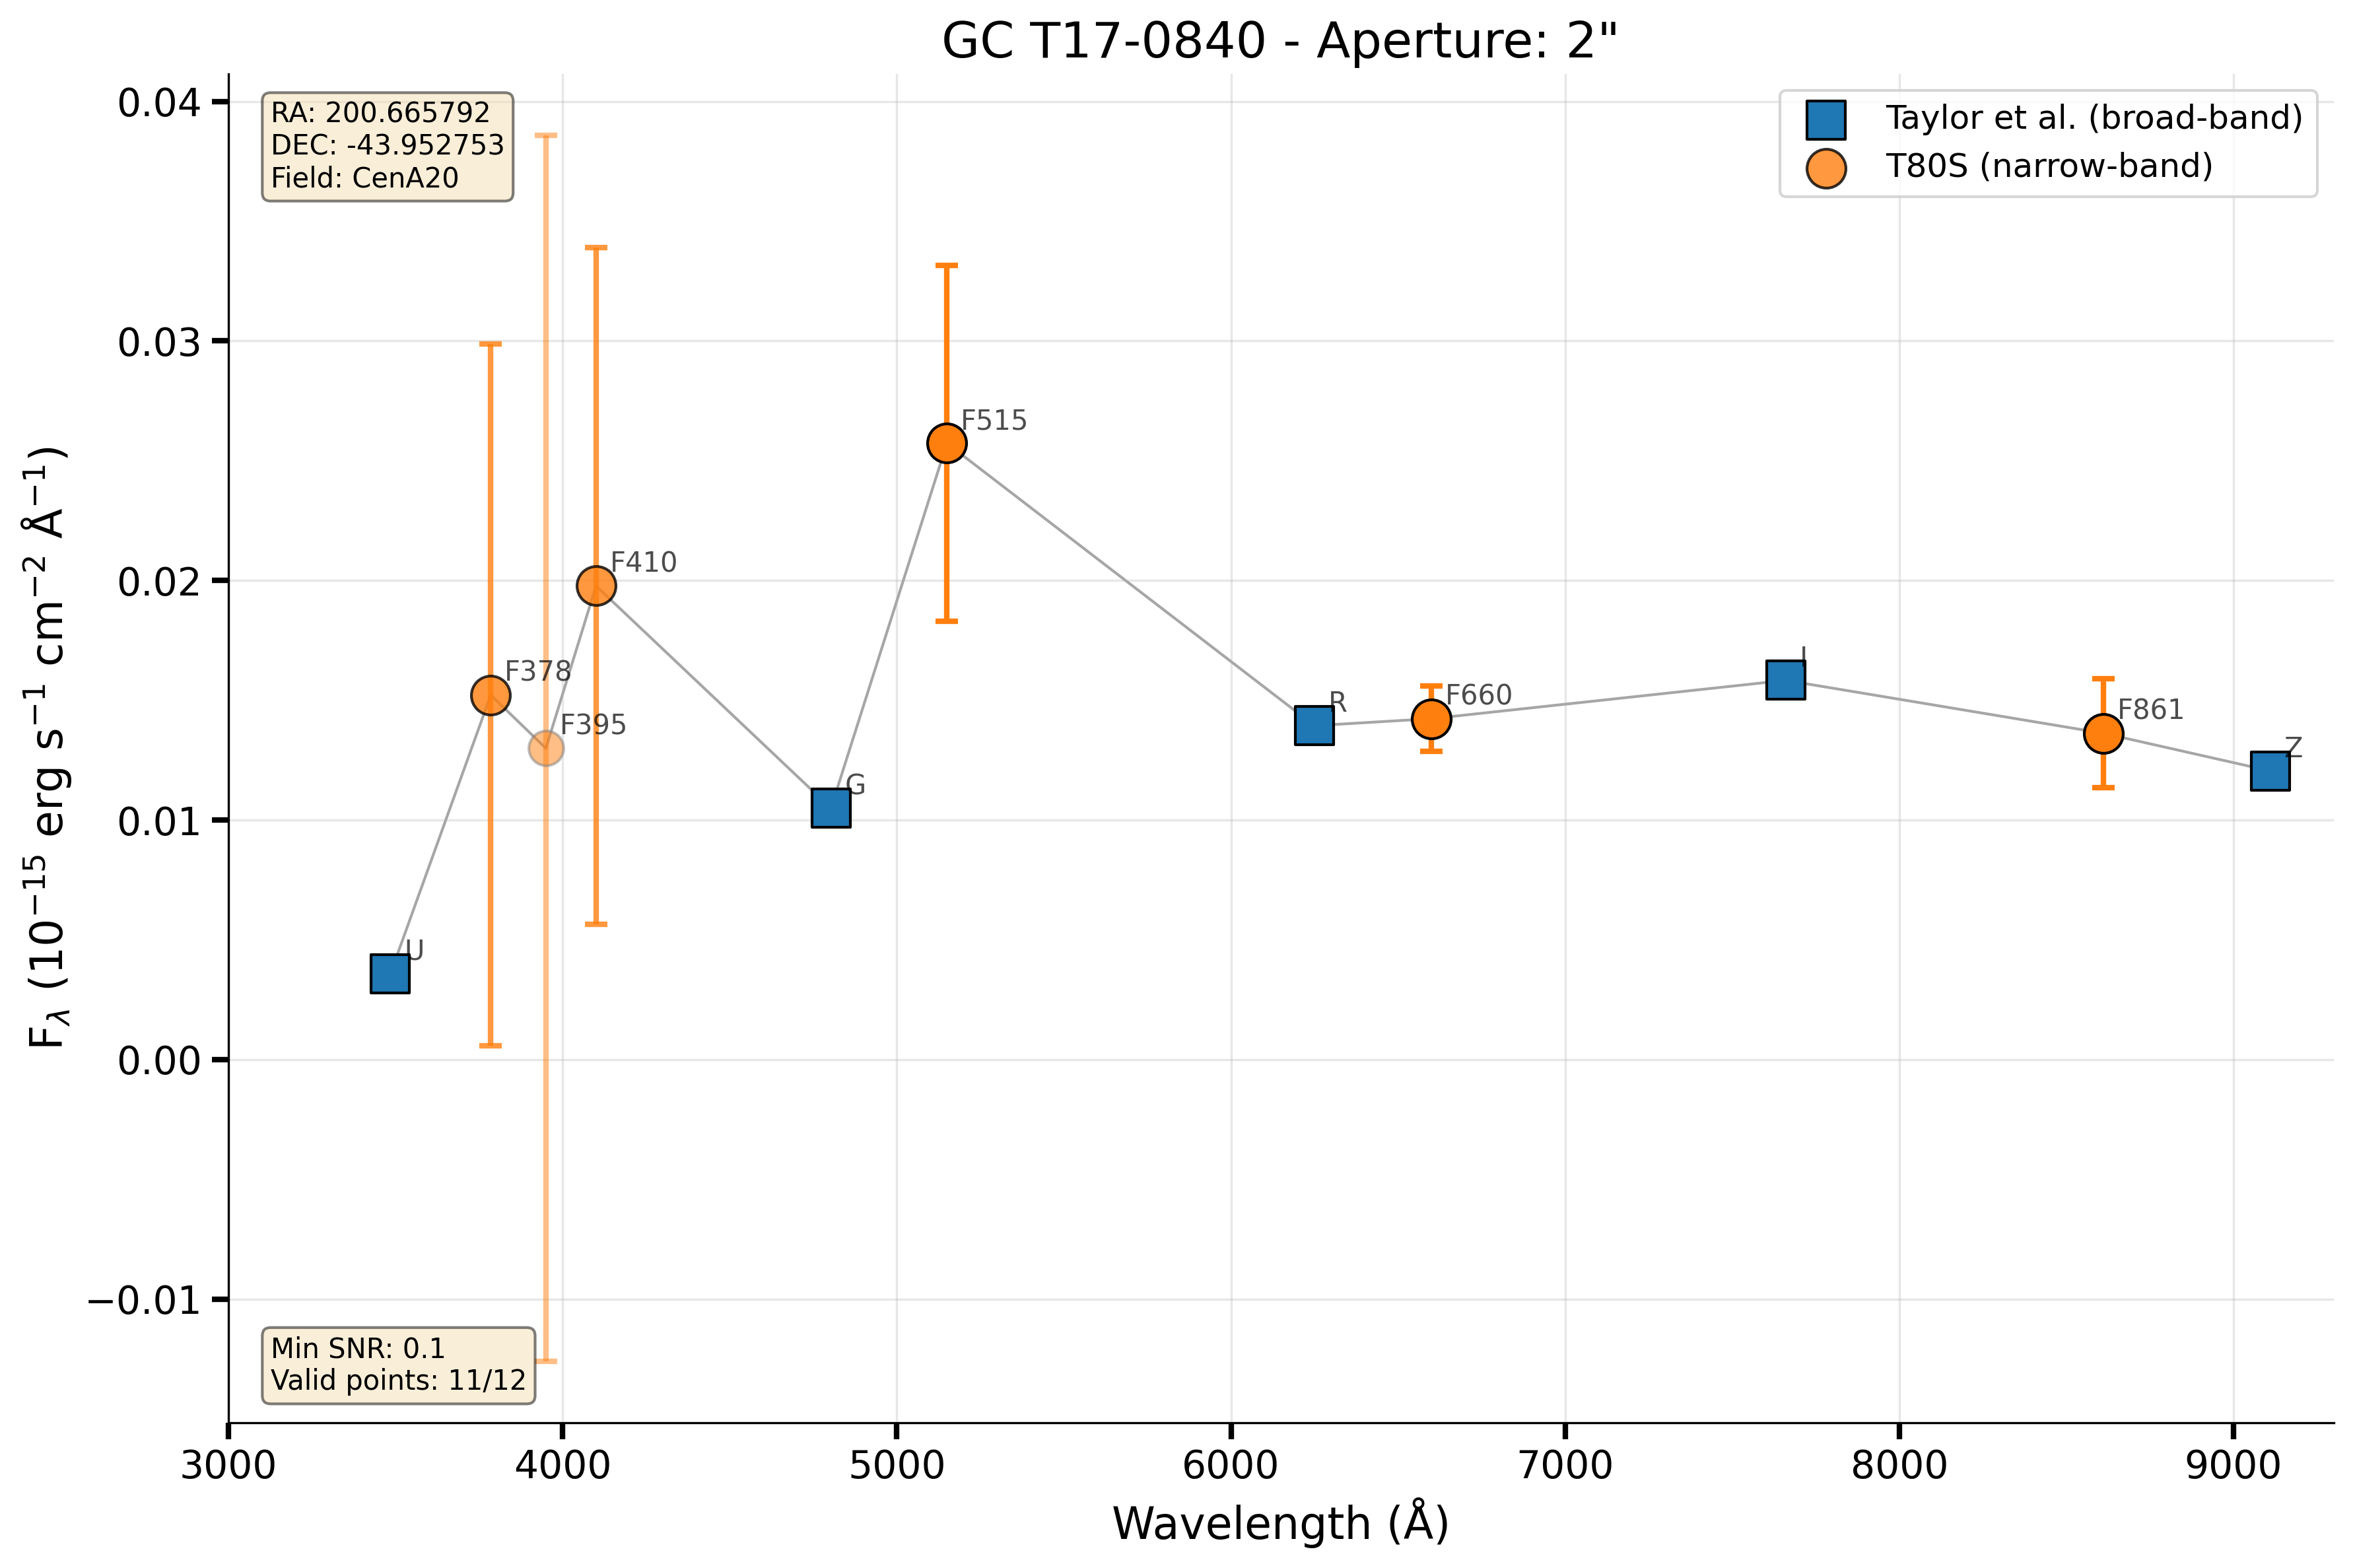 GC T17-0840 - Aperture: 2"
RA: 200.665792
DEC: -43.952753
Field: CenA20
Taylor et al. (broad-band)
T80S (narrow-band)
0.04
0.03
0.02
0.01
0.00
−0.01
F$_λ$ (10$^{−15}$ erg s$^{−1}$ cm$^{−2}$ Å$^{−1}$)
U
F378
F395
F410
G
F515
R
F660
I
F861
Z
Min SNR: 0.1
Valid points: 11/12
3000 4000 5000 6000 7000 8000 9000
Wavelength (Å)